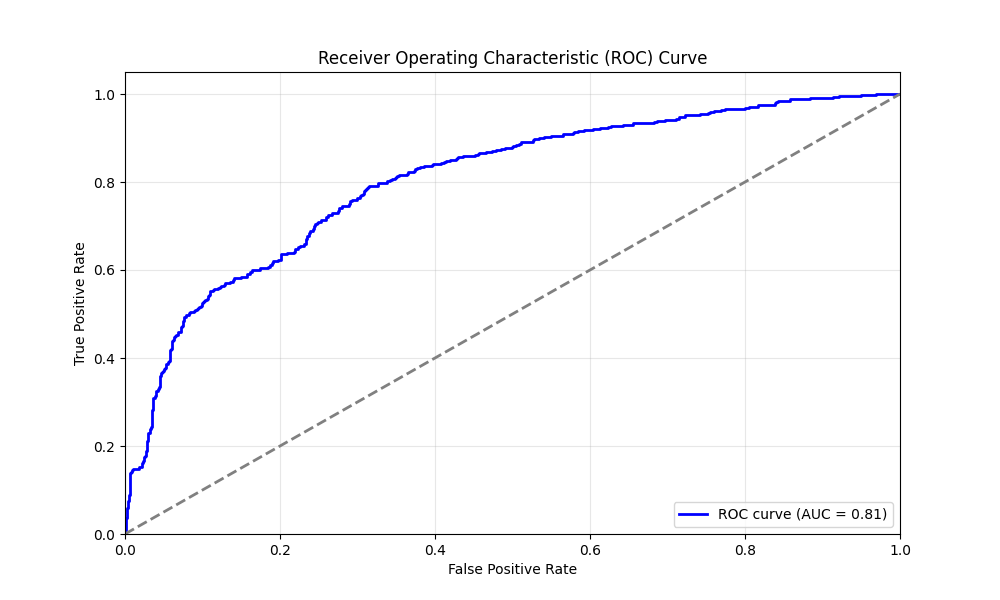 Receiver Operating Characteristic (ROC) Curve
True Positive Rate
1.0
0.8
0.6
0.4
0.2
0.0
0.0 0.2 0.4 0.6 0.8 1.0
False Positive Rate
ROC curve (AUC = 0.81)